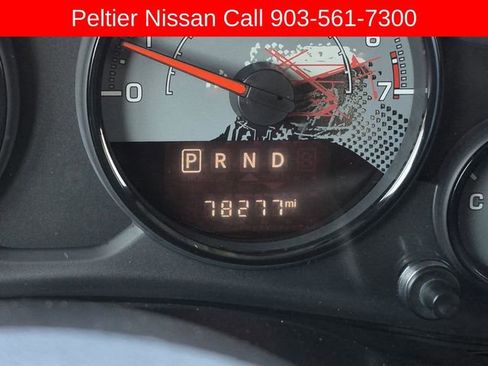 Peltier Nissan Call 903-561-7300
6
0 7
P R N D
78277 mi
C